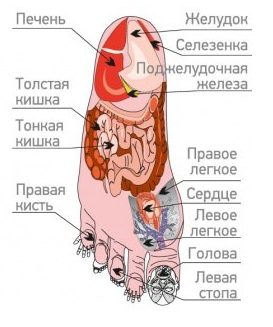 Печень
Желудок
Селезенка
Поджелудочная
железа
Толстая
кишка
Тонкая
кишка
Правая
кисть
Правое
легкое
Сердце
Левое
легкое
Голова
Левая
стопа